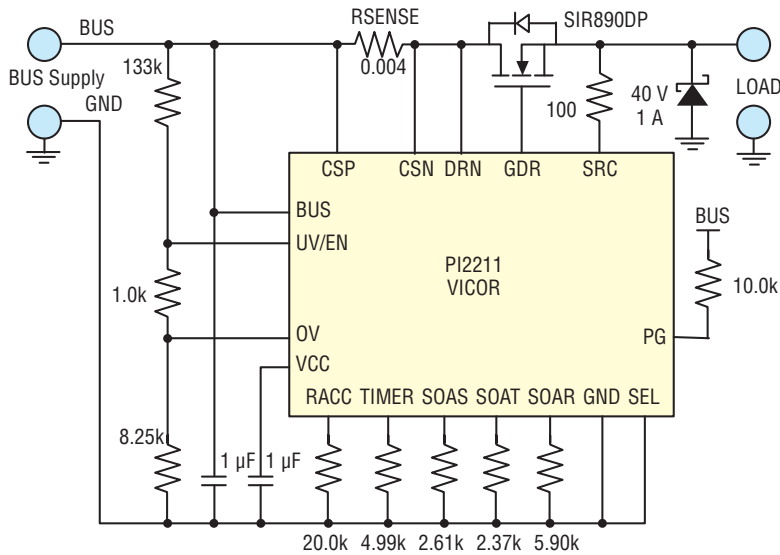 BUS
RSENSE
SIR890DP
133k
0.004
BUS Supply
GND
100
40 V
1 A
LOAD
CSP
CSN
DRN
GDR
SRC
BUS
UV/EN
BUS
PI2211
VICOR
1.0k
10.0k
OV
PG
VCC
RACC
TIMER
SOAS
SOAT
SOAR
GND
SEL
8.25k
1 µF
1 µF
20.0k
4.99k
2.61k
2.37k
5.90k